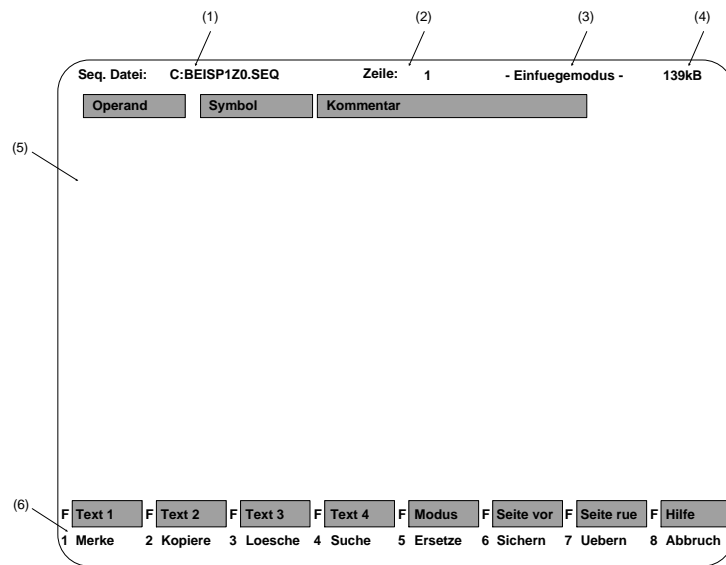 (1) (2) (3) (4)
Seq. Datei: C:BEISP1Z0.SEQ Zeile: 1 - Einfuegemodus - 139kB
Operand Symbol Kommentar
(5)
(6)
F Text 1 F Text 2 F Text 3 F Text 4 F Modus F Seite vor F Seite rue F Hilfe
1 Merke 2 Kopiere 3 Loesche 4 Suche 5 Ersetze 6 Sichern 7 Uebern 8 Abbruch